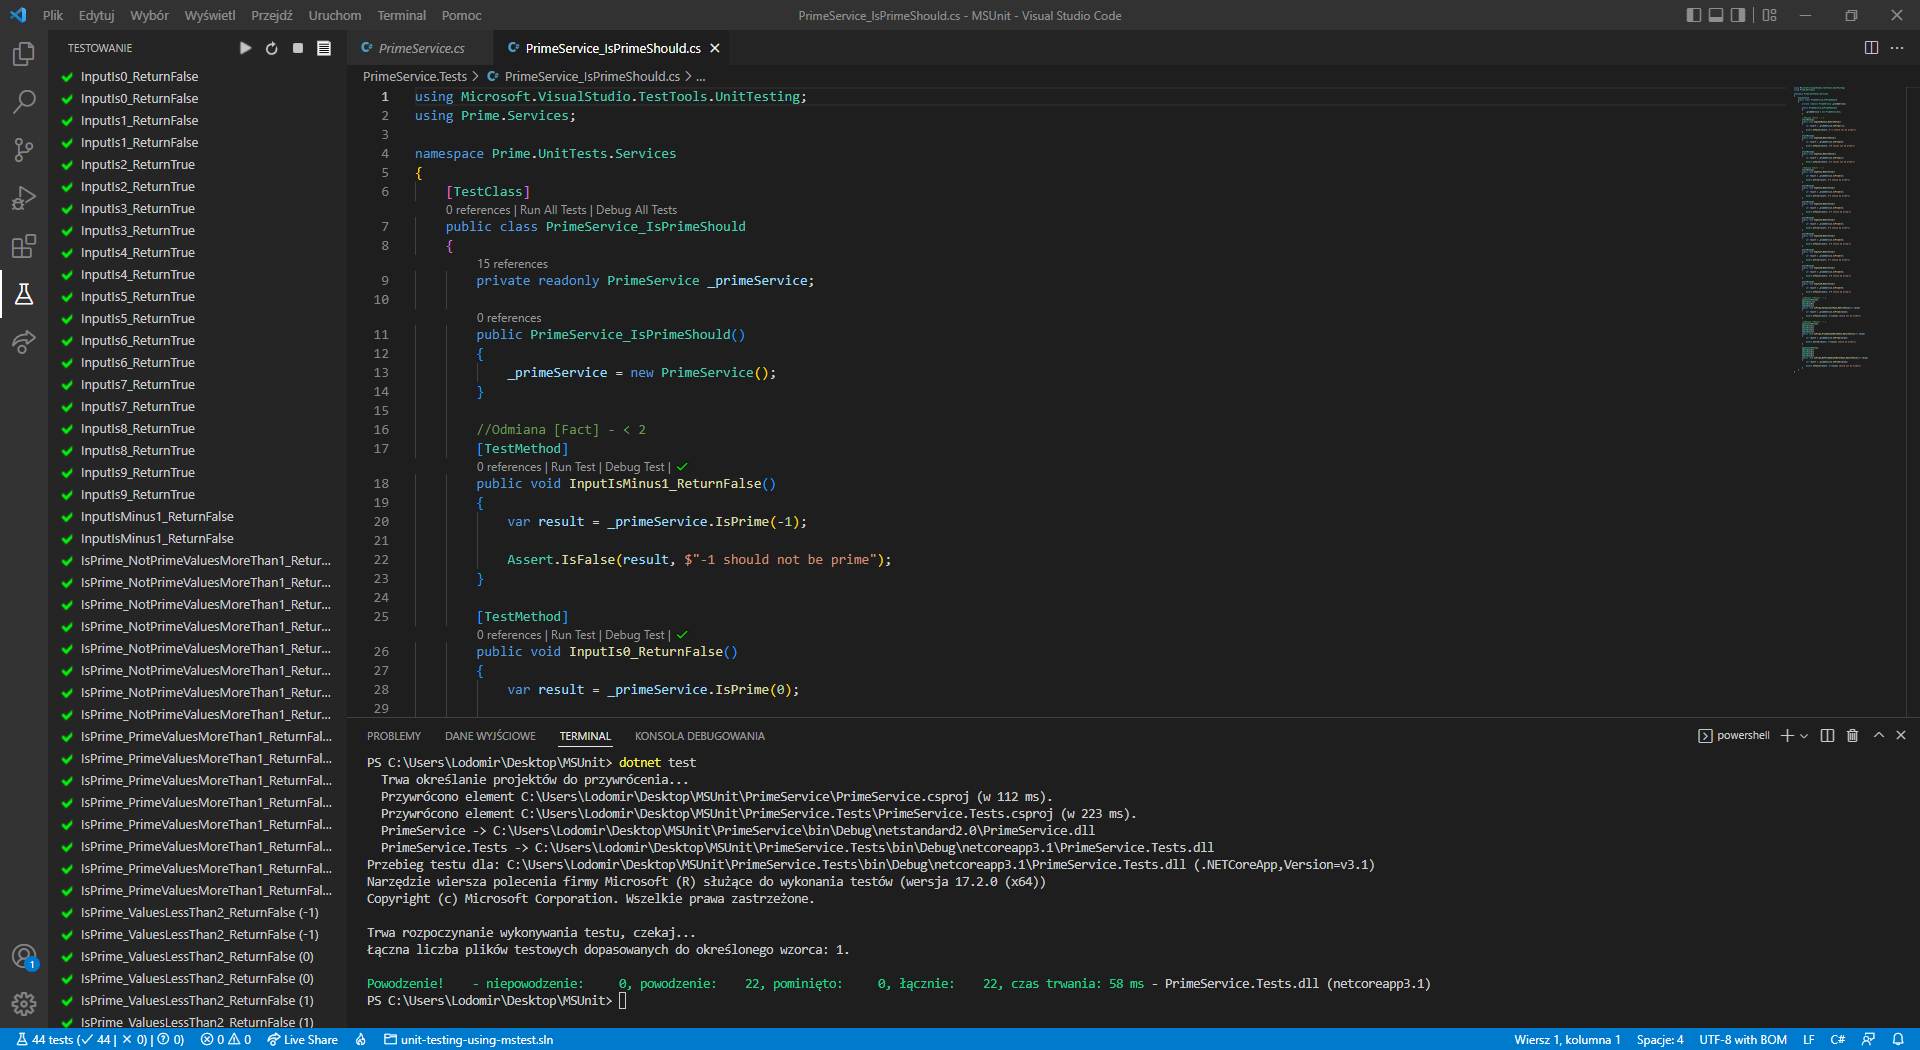 Plik Edytuj Wybór Wyświetl Przejdź Uruchom Terminal Pomoc
PrimeService_IsPrimeShould.cs - MSUnit - Visual Studio Code
TESTOWANIE
InputIs0_ReturnFalse
InputIs0_ReturnFalse
InputIs1_ReturnFalse
InputIs1_ReturnFalse
InputIs2_ReturnTrue
InputIs2_ReturnTrue
InputIs3_ReturnTrue
InputIs3_ReturnTrue
InputIs4_ReturnTrue
InputIs4_ReturnTrue
InputIs5_ReturnTrue
InputIs5_ReturnTrue
InputIs6_ReturnTrue
InputIs6_ReturnTrue
InputIs7_ReturnTrue
InputIs7_ReturnTrue
InputIs8_ReturnTrue
InputIs8_ReturnTrue
InputIs9_ReturnTrue
InputIs9_ReturnTrue
InputIsMinus1_ReturnFalse
InputIsMinus1_ReturnFalse
IsPrime_NotPrimeValuesMoreThan1_Retur...
IsPrime_NotPrimeValuesMoreThan1_Retur...
IsPrime_NotPrimeValuesMoreThan1_Retur...
IsPrime_NotPrimeValuesMoreThan1_Retur...
IsPrime_NotPrimeValuesMoreThan1_Retur...
IsPrime_NotPrimeValuesMoreThan1_Retur...
IsPrime_NotPrimeValuesMoreThan1_Retur...
IsPrime_NotPrimeValuesMoreThan1_Retur...
IsPrime_PrimeValuesMoreThan1_ReturnFal...
IsPrime_PrimeValuesMoreThan1_ReturnFal...
IsPrime_PrimeValuesMoreThan1_ReturnFal...
IsPrime_PrimeValuesMoreThan1_ReturnFal...
IsPrime_PrimeValuesMoreThan1_ReturnFal...
IsPrime_PrimeValuesMoreThan1_ReturnFal...
IsPrime_PrimeValuesMoreThan1_ReturnFal...
IsPrime_PrimeValuesMoreThan1_ReturnFal...
IsPrime_ValuesLessThan2_ReturnFalse (-1)
IsPrime_ValuesLessThan2_ReturnFalse (-1)
IsPrime_ValuesLessThan2_ReturnFalse (0)
IsPrime_ValuesLessThan2_ReturnFalse (0)
IsPrime_ValuesLessThan2_ReturnFalse (1)
IsPrime_ValuesLessThan2_ReturnFalse (1)
1
C# PrimeService.cs
C# PrimeService_IsPrimeShould.cs
PrimeService.Tests > C# PrimeService_IsPrimeShould.cs > ...
1 using Microsoft.VisualStudio.TestTools.UnitTesting;
2 using Prime.Services;
3
4 namespace Prime.UnitTests.Services
5 {
6 [TestClass]
0 references | Run All Tests | Debug All Tests
7 public class PrimeService_IsPrimeShould
8 {
15 references
9 private readonly PrimeService _primeService;
10
0 references
11 public PrimeService_IsPrimeShould()
12 {
13 _primeService = new PrimeService();
14 }
15
16 //Odmiana [Fact] - < 2
17 [TestMethod]
0 references | Run Test | Debug Test | ✓
18 public void InputIsMinus1_ReturnFalse()
19 {
20 var result = _primeService.IsPrime(-1);
21
22 Assert.IsFalse(result, $"-1 should not be prime");
23 }
24
25 [TestMethod]
0 references | Run Test | Debug Test | ✓
26 public void InputIs0_ReturnFalse()
27 {
28 var result = _primeService.IsPrime(0);
29
PROBLEMY DANE WYJŚCIOWE TERMINAL KONSOLA DEBUGOWANIA
powershell
PS C:\Users\Lodomir\Desktop\MSUnit> dotnet test
Trwa określanie projektów do przywrócenia...
Przywrócono element C:\Users\Lodomir\Desktop\MSUnit\PrimeService\PrimeService.csproj (w 112 ms).
Przywrócono element C:\Users\Lodomir\Desktop\MSUnit\PrimeService.Tests\PrimeService.Tests.csproj (w 223 ms).
PrimeService -> C:\Users\Lodomir\Desktop\MSUnit\PrimeService\bin\Debug\netstandard2.0\PrimeService.dll
PrimeService.Tests -> C:\Users\Lodomir\Desktop\MSUnit\PrimeService.Tests\bin\Debug\netcoreapp3.1\PrimeService.Tests.dll
Przebieg testu dla: C:\Users\Lodomir\Desktop\MSUnit\PrimeService.Tests\bin\Debug\netcoreapp3.1\PrimeService.Tests.dll (.NETCoreApp,Version=v3.1)
Narzędzie wiersza polecenia firmy Microsoft (R) służące do wykonania testów (wersja 17.2.0 (x64))
Copyright (c) Microsoft Corporation. Wszelkie prawa zastrzeżone.
Trwa rozpoczynanie wykonywania testu, czekaj...
Łączna liczba plików testowych dopasowanych do określonego wzorca: 1.
Powodzenie! - niepowodzenie: 0, powodzenie: 22, pominięto: 0, łącznie: 22, czas trwania: 58 ms - PrimeService.Tests.dll (netcoreapp3.1)
PS C:\Users\Lodomir\Desktop\MSUnit>
44 tests (✓ 44 | ✕ 0) | ? 0) 0 0 Live Share unit-testing-using-mstest.sln
Wiersz 1, kolumna 1 Spacje: 4 UTF-8 with BOM LF C#